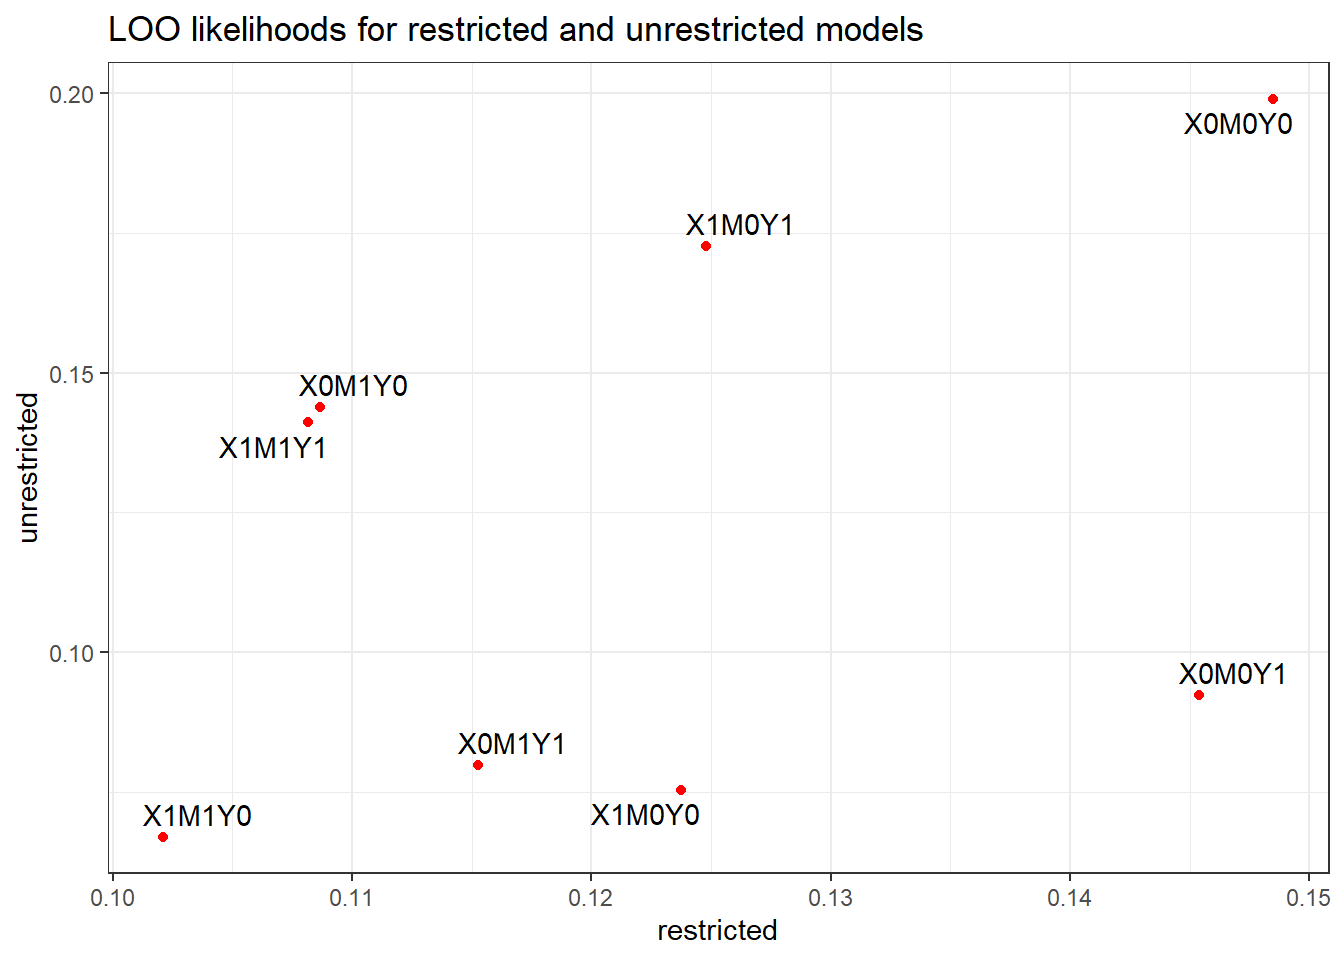 LOO likelihoods for restricted and unrestricted models
0.20
X0M0Y0
X1M0Y1
0.15
X0M1Y0
X1M1Y1
unrestricted
0.10
X0M0Y1
X0M1Y1
X1M0Y0
X1M1Y0
0.10 0.11 0.12 0.13 0.14 0.15
restricted